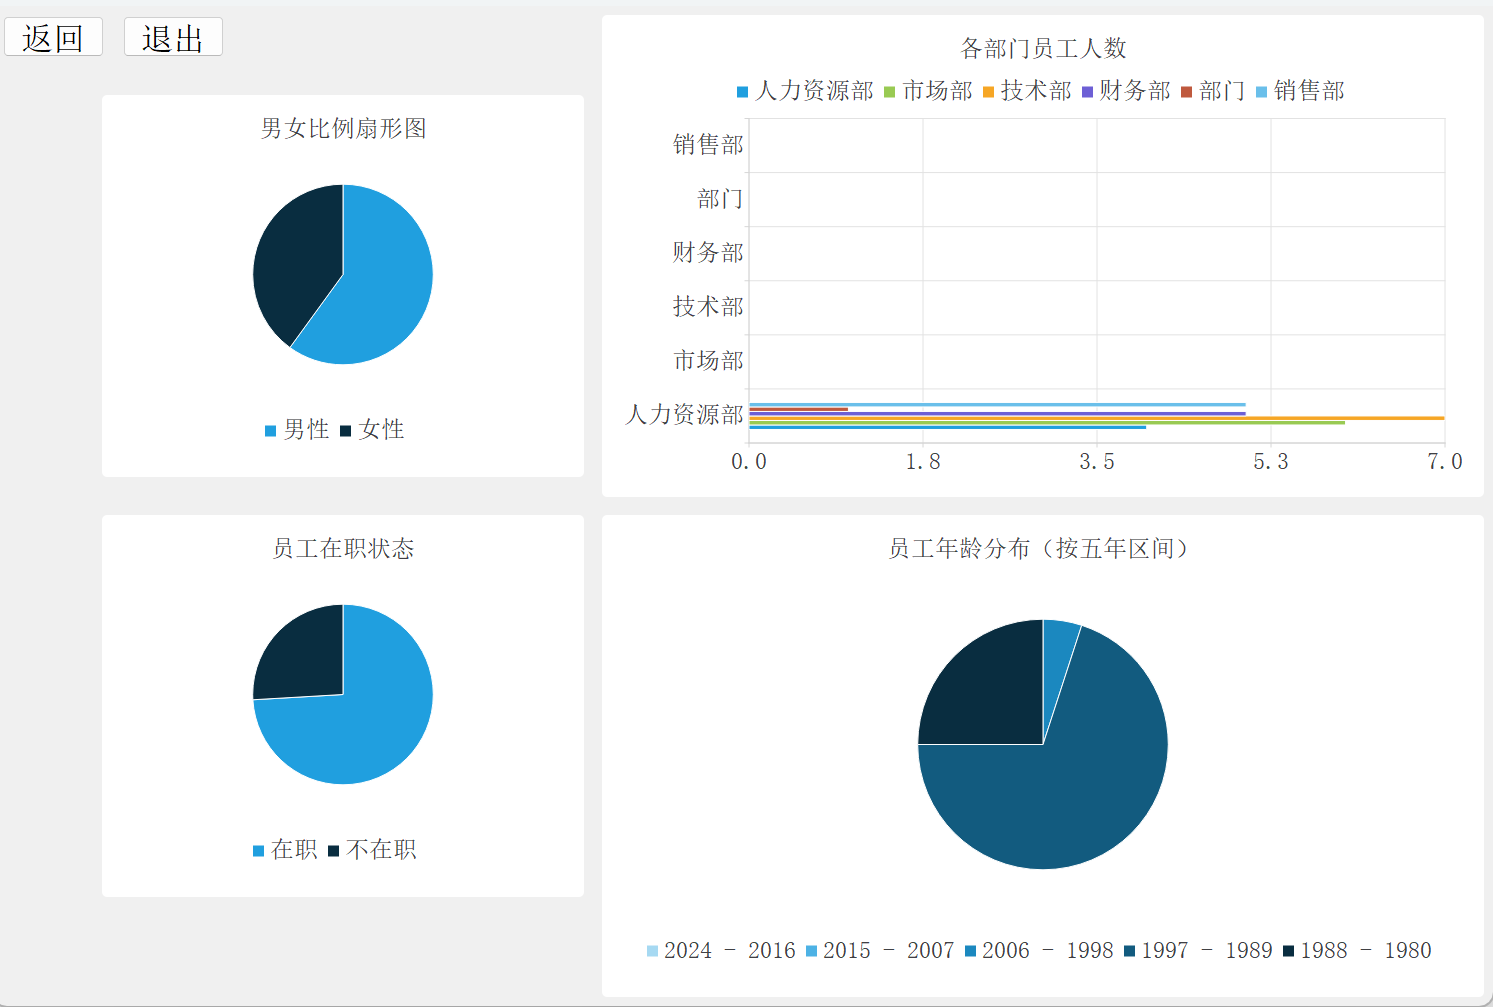 返回 退出
男女比例扇形图
男性 女性
各部门员工人数
人力资源部 市场部 技术部 财务部 部门 销售部
销售部
部门
财务部
技术部
市场部
人力资源部
0.0 1.8 3.5 5.3 7.0
员工在职状态
在职 不在职
员工年龄分布（按五年区间）
2024 - 2016 2015 - 2007 2006 - 1998 1997 - 1989 1988 - 1980